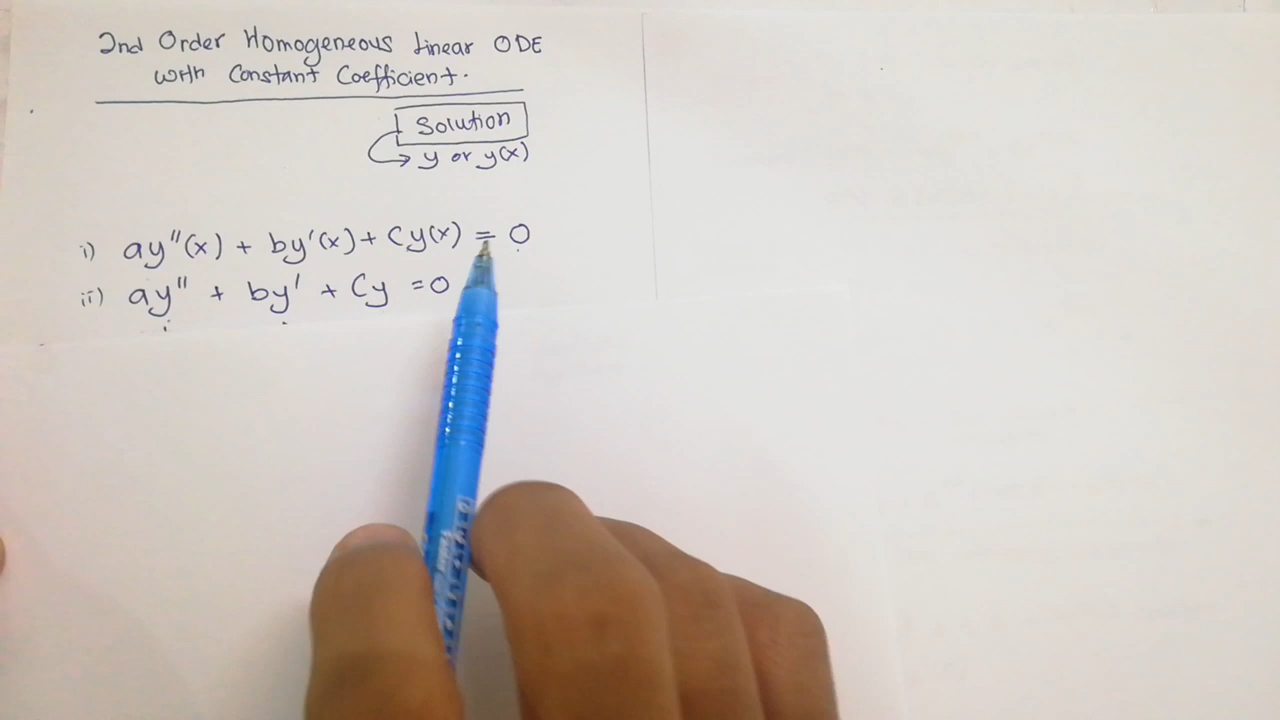 2nd Order Homogeneous Linear ODE
with Constant Coefficient.
Solution
y or y(x)
i) ay"(x) + by'(x) + Cy(x) = 0
ii) ay" + by' + Cy = 0